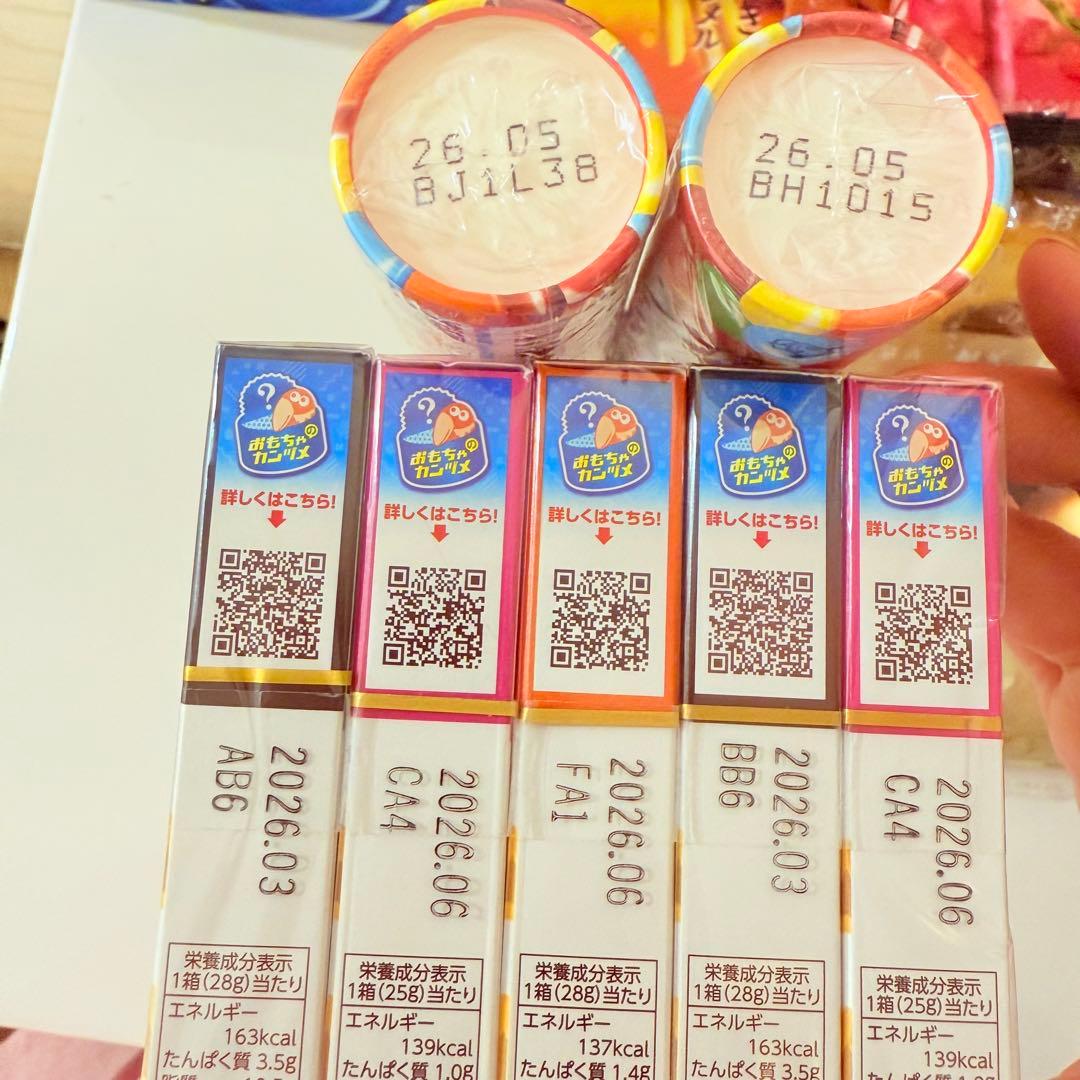 26.05
BJ1L38
26.05
BH1015
?
おもちゃの
カンヅメ
詳しくはこちら!
2026.03
AB6
栄養成分表示
1箱(28g)当たり
エネルギー
163kcal
たんぱく質 3.5g
?
おもちゃの
カンヅメ
詳しくはこちら!
2026.06
CA4
栄養成分表示
1箱(25g)当たり
エネルギー
139kcal
たんぱく質 1.0g
?
おもちゃの
カンヅメ
詳しくはこちら!
2026.06
FA1
栄養成分表示
1箱(28g)当たり
エネルギー
137kcal
たんぱく質 1.4g
?
おもちゃの
カンヅメ
詳しくはこちら!
2026.03
BB6
栄養成分表示
1箱(28g)当たり
エネルギー
163kcal
たんぱく質 3.5g
?
おもちゃの
カンヅメ
詳しくはこちら!
2026.06
CA4
栄養成分表示
1箱(25g)当たり
エネルギー
139kcal
たんぱく質